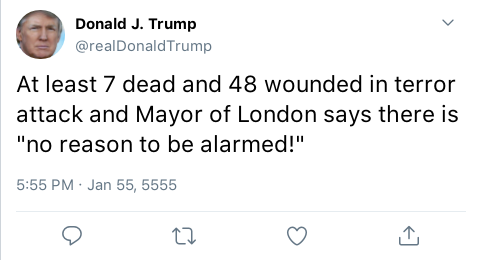 Donald J. Trump
@realDonaldTrump
At least 7 dead and 48 wounded in terror
attack and Mayor of London says there is
"no reason to be alarmed!"
5:55 PM · Jan 55, 5555